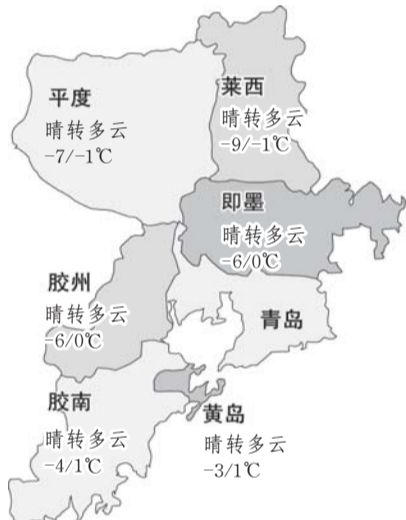 平度
晴转多云
-7/-1℃
莱西
晴转多云
-9/-1℃
即墨
晴转多云
-6/0℃
胶州
晴转多云
-6/0℃
青岛
胶南
晴转多云
-4/1℃
黄岛
晴转多云
-3/1℃